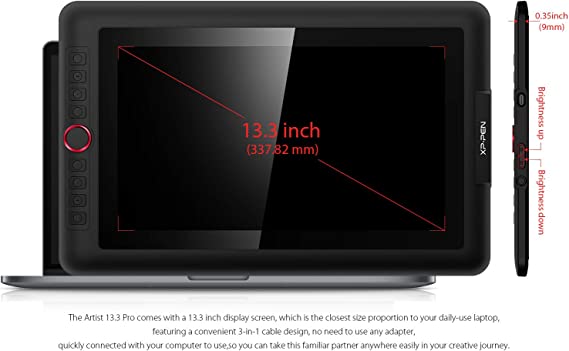 0.35inch
(9mm)
13.3 inch
(337.82 mm)
XP-PEN
Brightness up
Brightness down
The Artist 13.3 Pro comes with a 13.3 inch display screen, which is the closest size proportion to your daily-use laptop,
featuring a convenient 3-in-1 cable design, no need to use any adapter,
quickly connected with your computer to use,so you can take this familiar partner anywhere easily in your creative journey.